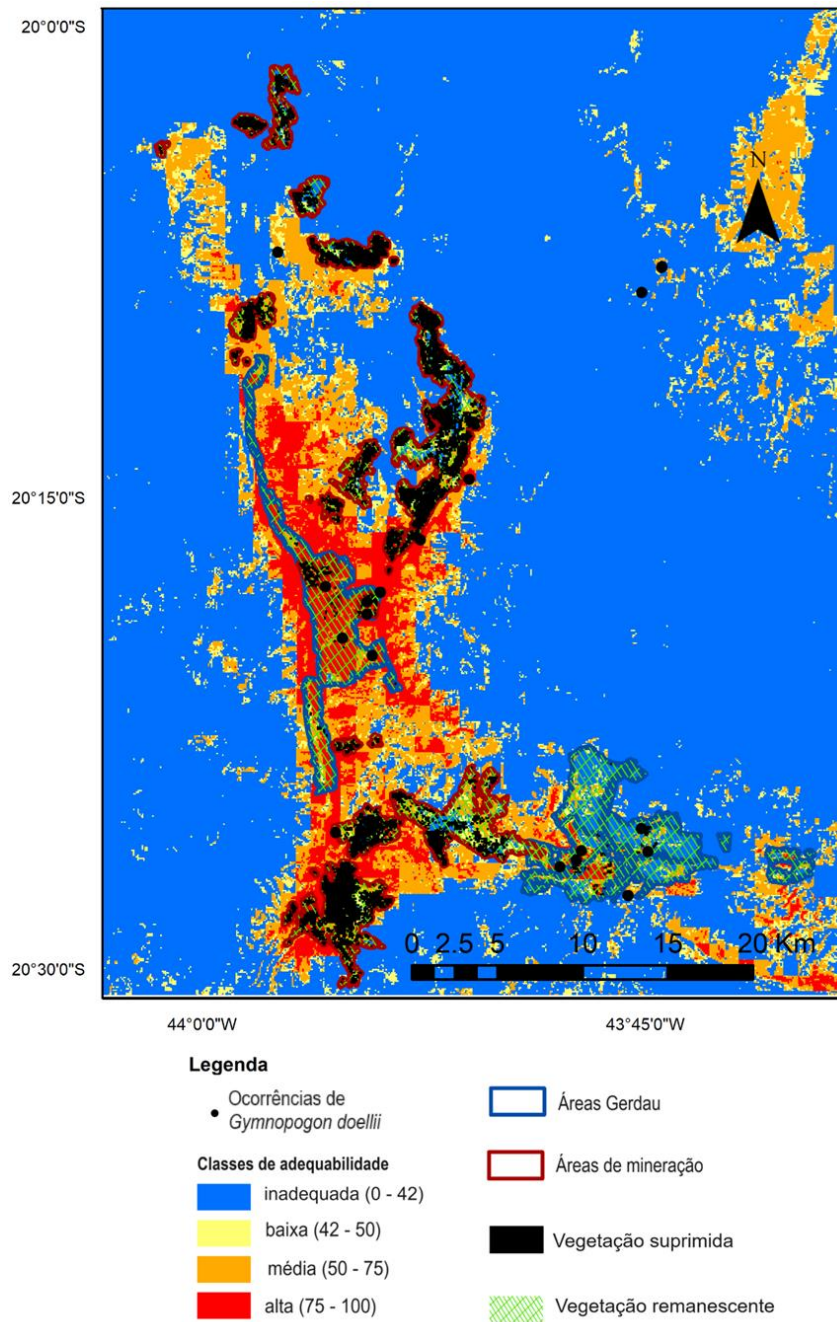 20°0'0"S
N
20°15'0"S
0 2.5 5 10 15 20 Km
20°30'0"S
44°0'0"W 43°45'0"W
Legenda
Ocorrências de
Gymnopogon doellii
Classes de adequabilidade
inadequada (0 - 42)
baixa (42 - 50)
média (50 - 75)
alta (75 - 100)
Áreas Gerdau
Áreas de mineração
Vegetação suprimida
Vegetação remanescente